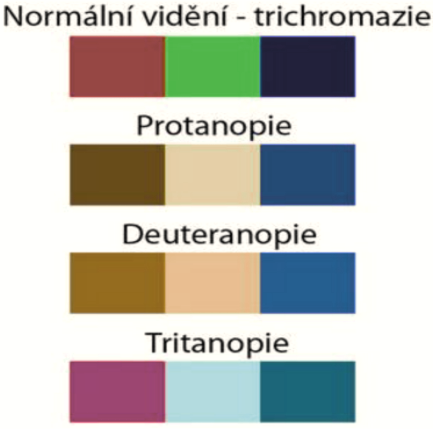 Normální vidění - trichromazie
Protanopie
Deuteranopie
Tritanopie